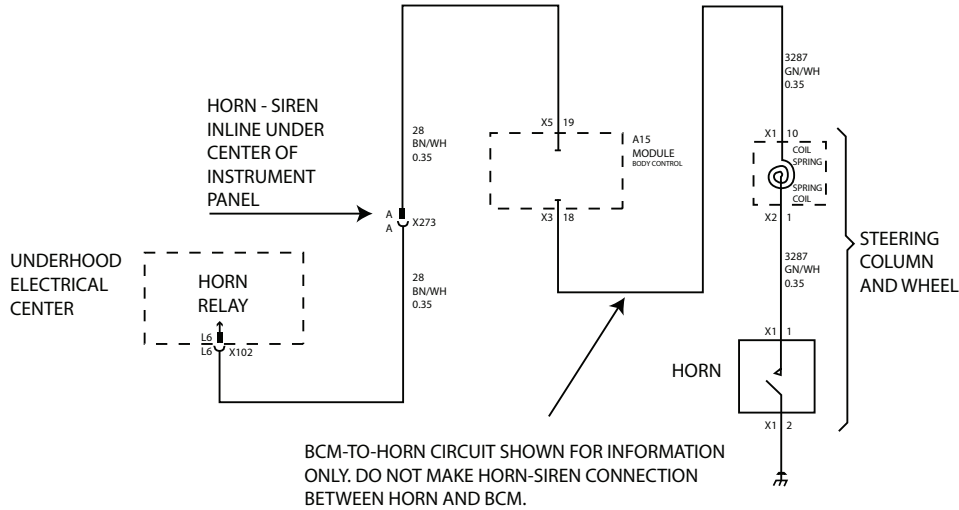 HORN - SIREN
INLINE UNDER
CENTER OF
INSTRUMENT
PANEL
28
BN/WH
0.35
A
A
X273
28
BN/WH
0.35
UNDERHOOD
ELECTRICAL
CENTER
HORN
RELAY
L6
L6
X102
X5 19
A15
MODULE
BODY CONTROL
X3 18
3287
GN/WH
0.35
X1 10
COIL
SPRING
SPRING
COIL
X2 1
3287
GN/WH
0.35
STEERING
COLUMN
AND WHEEL
X1 1
HORN
X1 2
BCM-TO-HORN CIRCUIT SHOWN FOR INFORMATION
ONLY. DO NOT MAKE HORN-SIREN CONNECTION
BETWEEN HORN AND BCM.